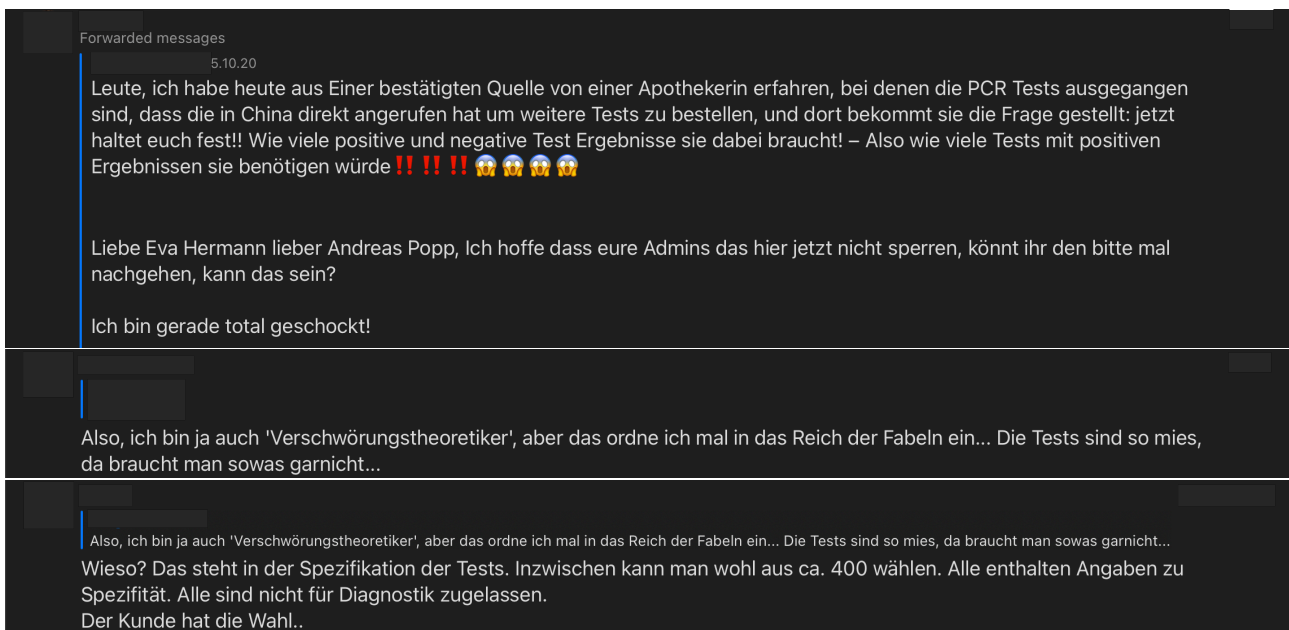 Forwarded messages
5.10.20
Leute, ich habe heute aus Einer bestätigten Quelle von einer Apothekerin erfahren, bei denen die PCR Tests ausgegangen
sind, dass die in China direkt angerufen hat um weitere Tests zu bestellen, und dort bekommt sie die Frage gestellt: jetzt
haltet euch fest!! Wie viele positive und negative Test Ergebnisse sie dabei braucht! – Also wie viele Tests mit positiven
Ergebnissen sie benötigen würde‼️ ‼️ ‼️ 😱 😱 😱 😱
Liebe Eva Hermann lieber Andreas Popp, Ich hoffe dass eure Admins das hier jetzt nicht sperren, könnt ihr den bitte mal
nachgehen, kann das sein?
Ich bin gerade total geschockt!
Also, ich bin ja auch 'Verschwörungstheoretiker', aber das ordne ich mal in das Reich der Fabeln ein... Die Tests sind so mies,
da braucht man sowas garnicht...
Also, ich bin ja auch 'Verschwörungstheoretiker', aber das ordne ich mal in das Reich der Fabeln ein... Die Tests sind so mies, da braucht man sowas garnicht...
Wieso? Das steht in der Spezifikation der Tests. Inzwischen kann man wohl aus ca. 400 wählen. Alle enthalten Angaben zu
Spezifität. Alle sind nicht für Diagnostik zugelassen.
Der Kunde hat die Wahl..